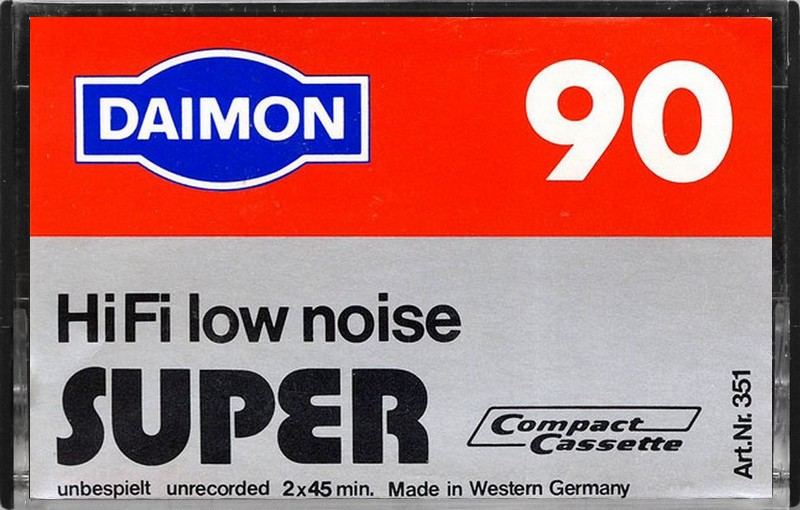 DAIMON
90
HiFi low noise
SUPER
Compact
Cassette
Art.Nr. 351
unbespielt unrecorded 2x45 min. Made in Western Germany